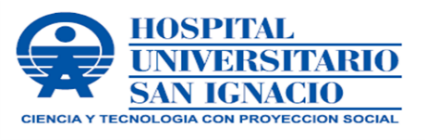 HOSPITAL
UNIVERSITARIO
SAN IGNACIO
CIENCIA Y TECNOLOGIA CON PROYECCION SOCIAL